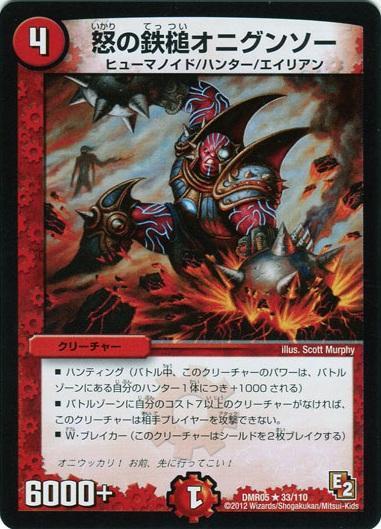 4
いかり てっつい
怒の鉄槌オニグンソー
ヒューマノイド/ハンター/エイリアン
クリーチャー
illus. Scott Murphy
■ ハンティング (バトル中、このクリーチャーのパワーは、バトル
ゾーンにある自分のハンター1体につき+1000される)
■ バトルゾーンに自分のコスト7以上のクリーチャーがなければ、
このクリーチャーは相手プレイヤーを攻撃できない。
■ W・ブレイカー (このクリーチャーはシールドを2枚ブレイクする)
オニウッカリ! お前、先に行ってこい!
6000+
1
DMR05 ★ 33/110
©2012 Wizards/Shogakukan/Mitsui-Kids
E2